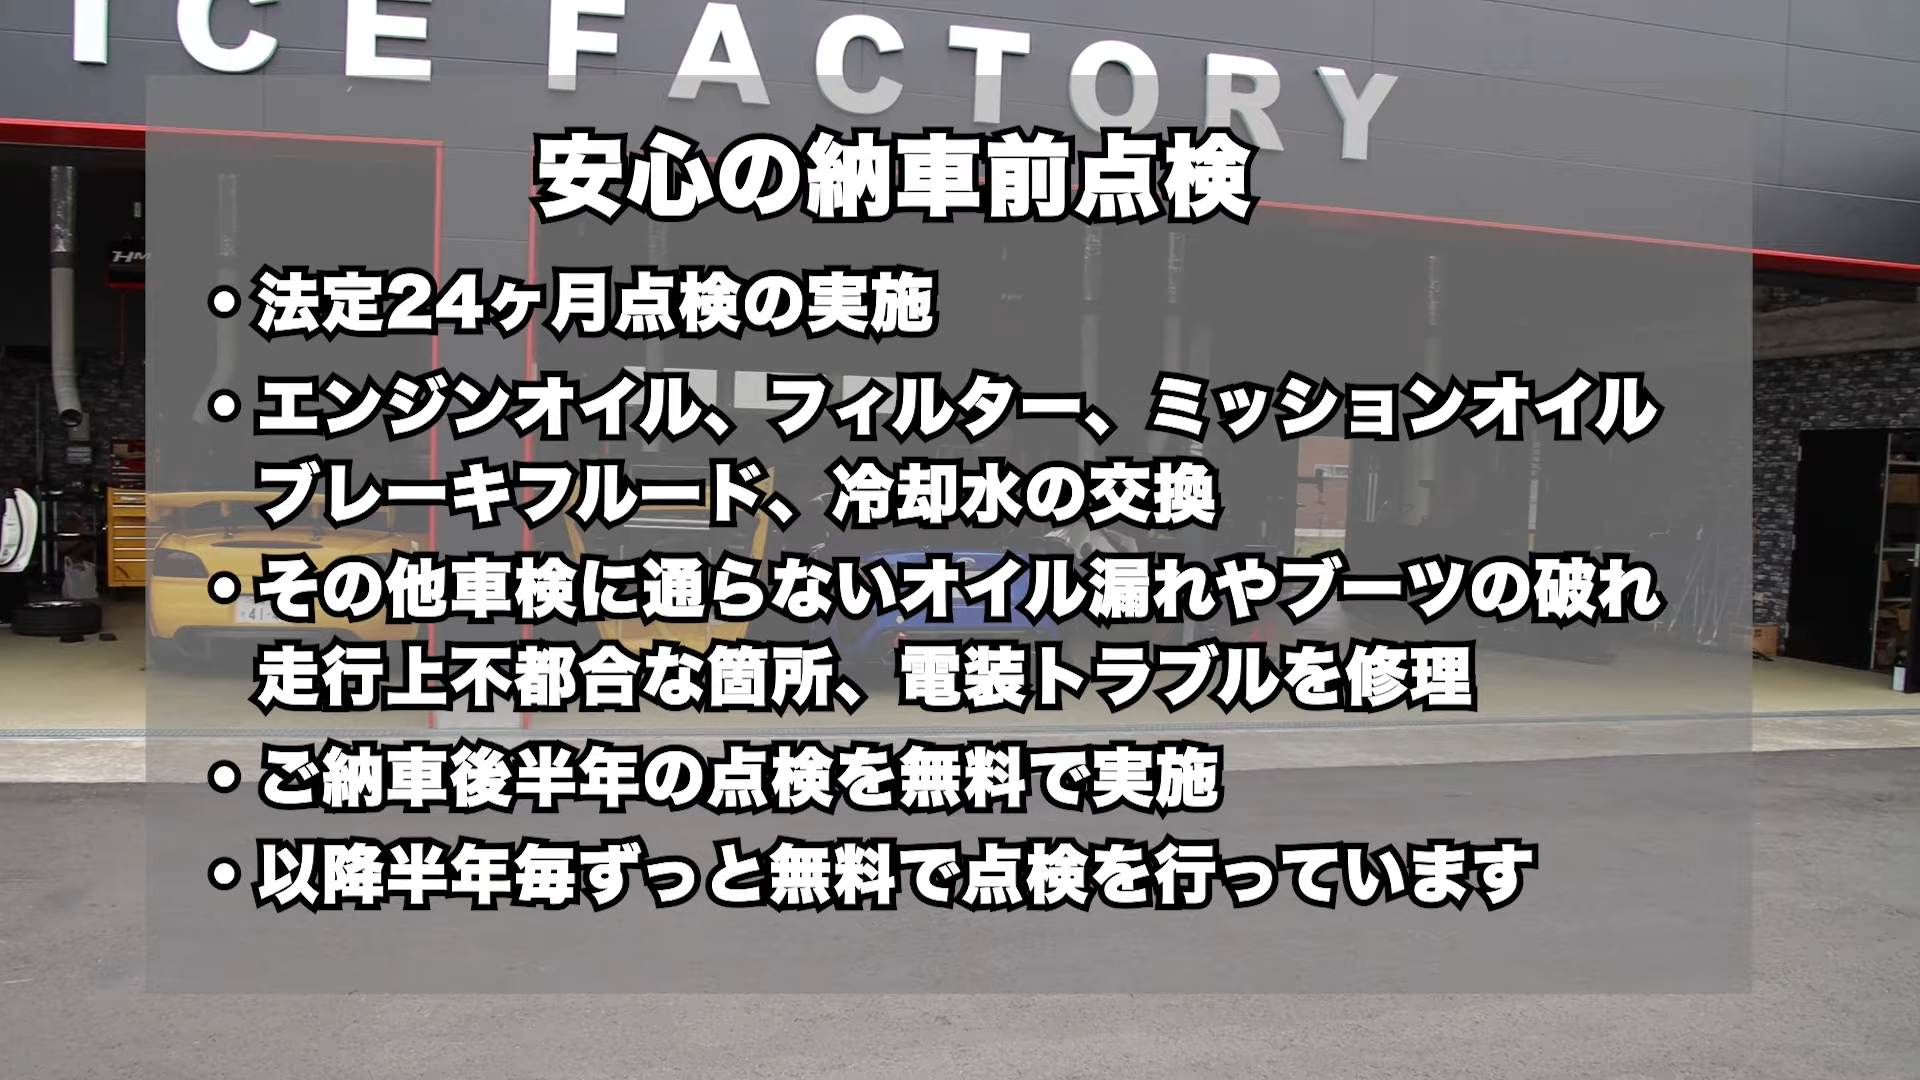 ICE FACTORY
安心の納車前点検
・法定24ヶ月点検の実施
・エンジンオイル、フィルター、ミッションオイル
ブレーキフルード、冷却水の交換
・その他車検に通らないオイル漏れやブーツの破れ
走行上不都合な箇所、電装トラブルを修理
・ご納車後半年の点検を無料で実施
・以降半年毎ずっと無料で点検を行っています